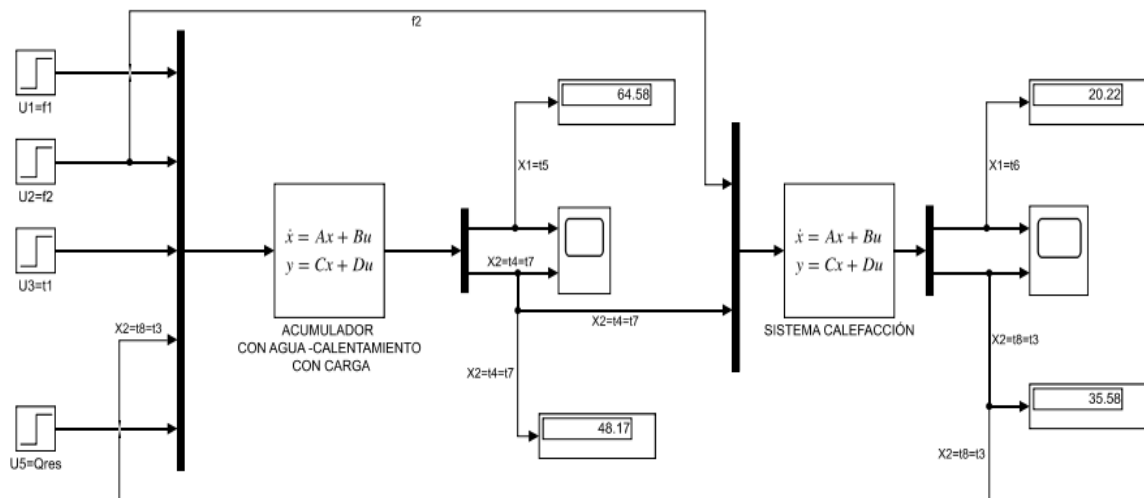 f2
U1=f1
64.58
20.22
X1=t5
X1=t6
U2=f2
ẋ = Ax + Bu
y = Cx + Du
ẋ = Ax + Bu
y = Cx + Du
X2=t4=t7
U3=t1
X2=t8=t3
ACUMULADOR
CON AGUA -CALENTAMIENTO
CON CARGA
X2=t4=t7
SISTEMA CALEFACCIÓN
X2=t8=t3
X2=t4=t7
35.58
48.17
U5=Qres
X2=t8=t3